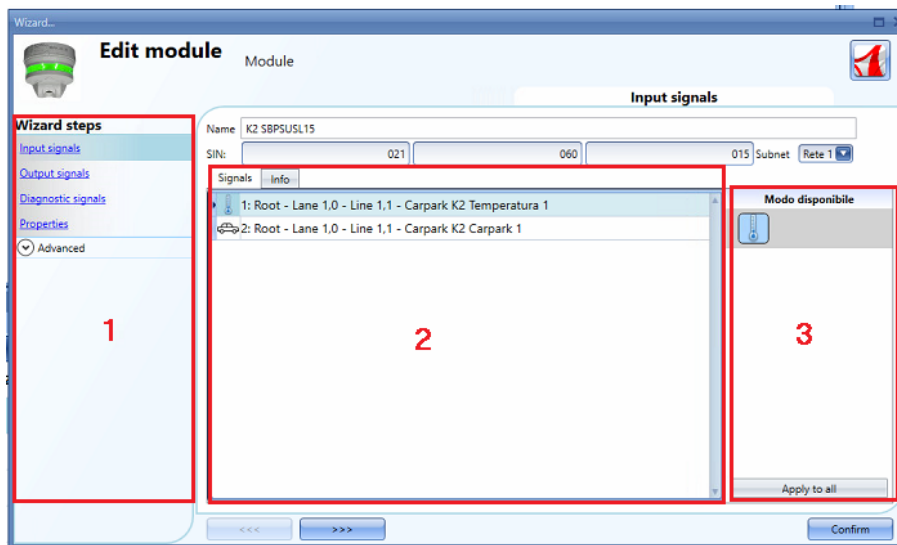 Wizard...
Edit module
Module
Input signals
Wizard steps
Input signals
Output signals
Diagnostic signals
Properties
Advanced
1
Name K2 SBPSUSL15
SIN: 021 060 015 Subnet Rete 1
Signals Info
1: Root - Lane 1,0 - Line 1,1 - Carpark K2 Temperatura 1
2: Root - Lane 1,0 - Line 1,1 - Carpark K2 Carpark 1
2
Modo disponibile
3
Apply to all
<<< >>> Confirm